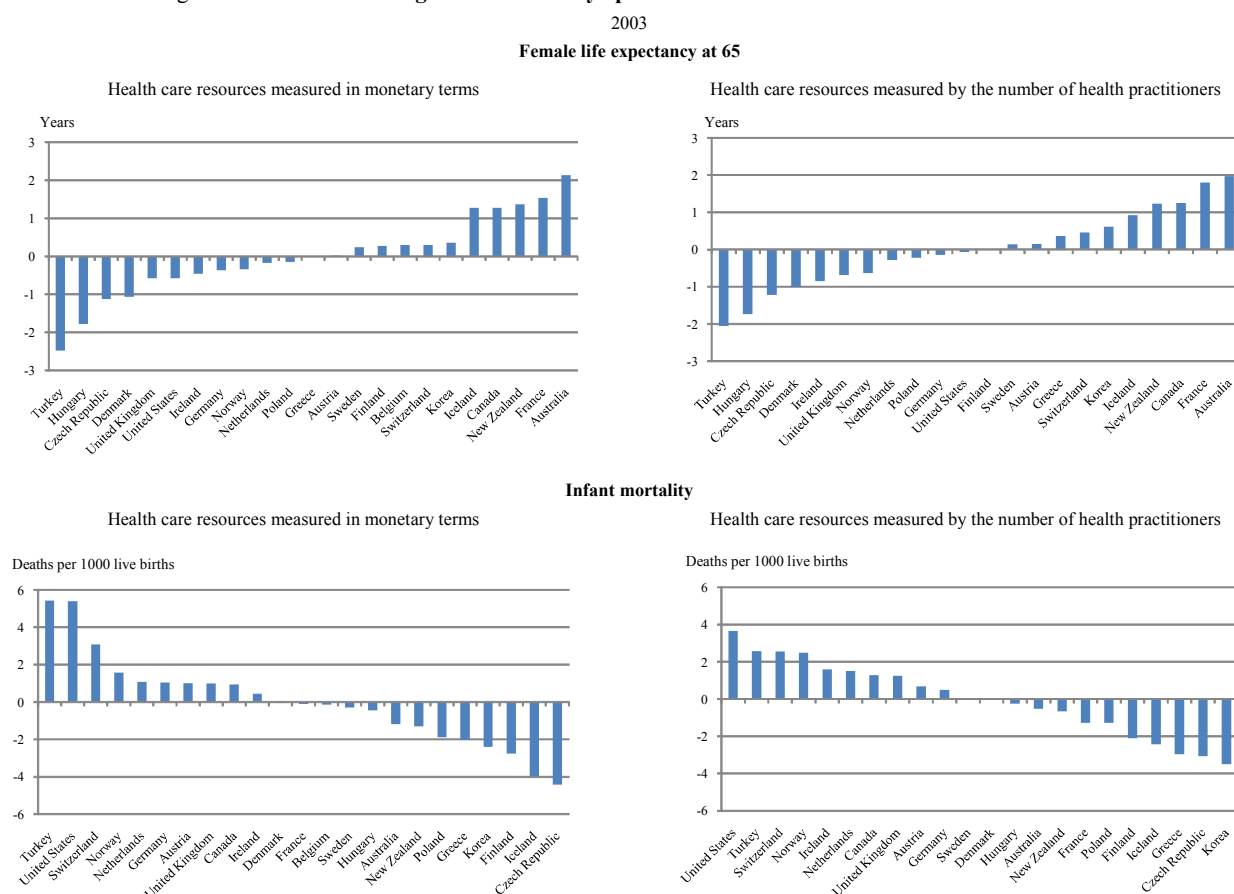 2003
Female life expectancy at 65
Health care resources measured in monetary terms
Years
3
2
1
0
-1
-2
-3
Turkey
Hungary
Czech Republic
Denmark
United Kingdom
United States
Ireland
Germany
Norway
Netherlands
Poland
Greece
Austria
Sweden
Finland
Belgium
Switzerland
Korea
Iceland
Canada
New Zealand
France
Australia
Health care resources measured by the number of health practitioners
Years
3
2
1
0
-1
-2
-3
Turkey
Hungary
Czech Republic
Denmark
Ireland
United Kingdom
Norway
Netherlands
Poland
Germany
United States
Finland
Sweden
Austria
Greece
Switzerland
Korea
Iceland
New Zealand
Canada
France
Australia
Infant mortality
Health care resources measured in monetary terms
Deaths per 1000 live births
6
4
2
0
-2
-4
-6
Turkey
United States
Switzerland
Norway
Netherlands
Germany
Austria
United Kingdom
Canada
Ireland
Denmark
France
Belgium
Sweden
Hungary
Australia
New Zealand
Poland
Greece
Korea
Finland
Iceland
Czech Republic
Health care resources measured by the number of health practitioners
Deaths per 1000 live births
6
4
2
0
-2
-4
-6
United States
Turkey
Switzerland
Norway
Ireland
Netherlands
Canada
United Kingdom
Austria
Germany
Sweden
Denmark
Hungary
Australia
New Zealand
France
Poland
Finland
Iceland
Greece
Czech Republic
Korea